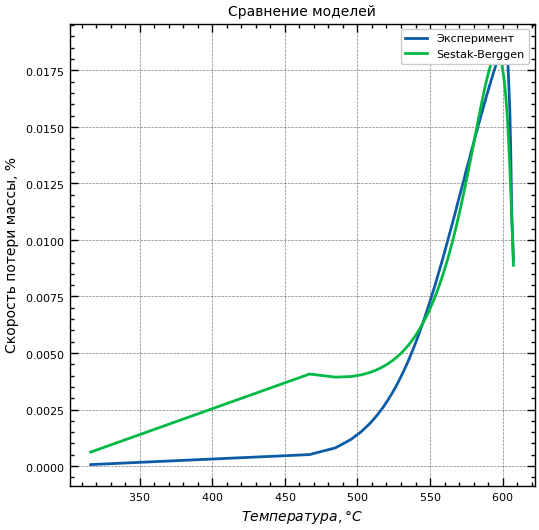 Сравнение моделей
Эксперимент
Sestak-Berggen
Скорость потери массы, %
0.0175
0.0150
0.0125
0.0100
0.0075
0.0050
0.0025
0.0000
350
400
450
500
550
600
Температура, °C